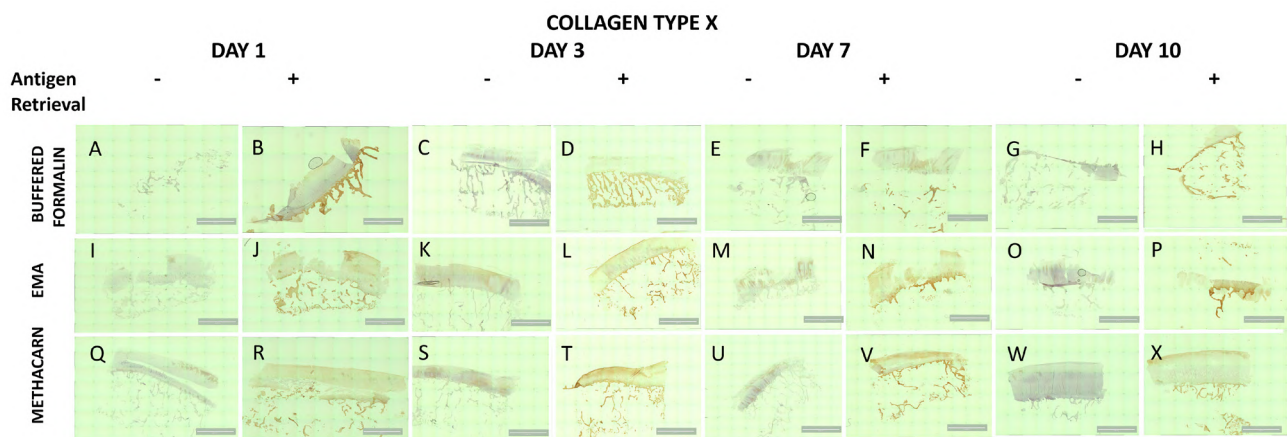 COLLAGEN TYPE X
DAY 1 DAY 3 DAY 7 DAY 10
Antigen - + - + - + - +
Retrieval
BUFFERED
FORMALIN
A B C D E F G H
EMA
I J K L M N O P
METHACARN
Q R S T U V W X